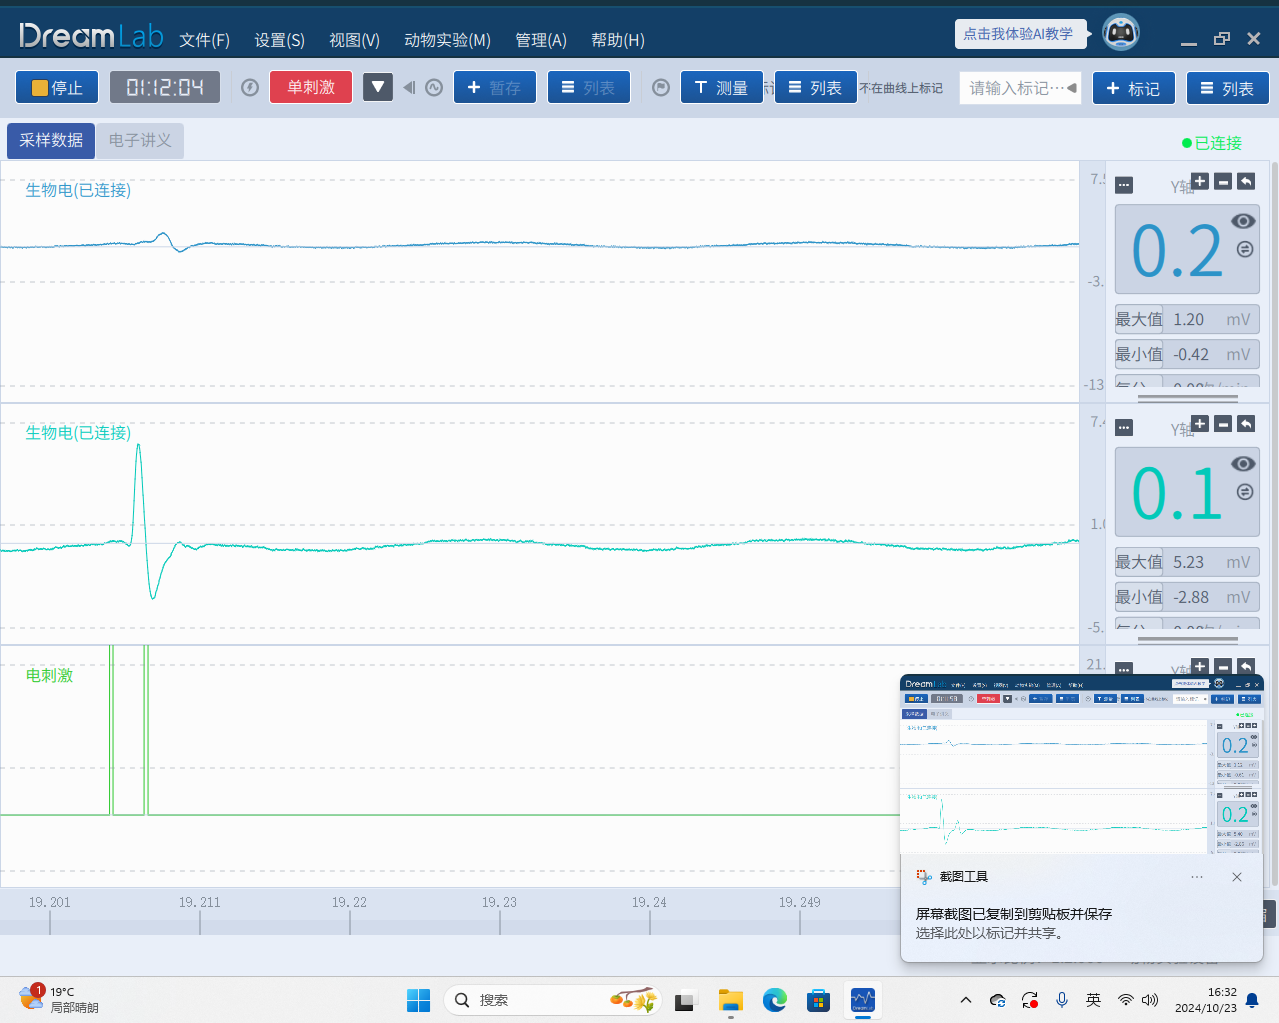 DreamLab 文件(F) 设置(S) 视图(V) 动物实验(M) 管理(A) 帮助(H) 点击我体验AI教学
停止 01:12:04 单刺激 暂存 列表 测量 列表 不在曲线上标记 请输入标记··· 标记 列表
采样数据 电子讲义 已连接
生物电(已连接)
Y轴
0.2
最大值 1.20 mV
-3.
最小值 -0.42 mV
-13
生物电(已连接)
7.4
Y轴
0.1
1.0
最大值 5.23 mV
最小值 -2.88 mV
-5.
电刺激
21.
Y轴
DreamLab
0.2
0.2
截图工具
屏幕截图已复制到剪贴板并保存
选择此处以标记并共享。
19.201 19.211 19.22 19.23 19.24 19.249
1 19°C
局部晴朗
搜索
英
16:32
2024/10/23